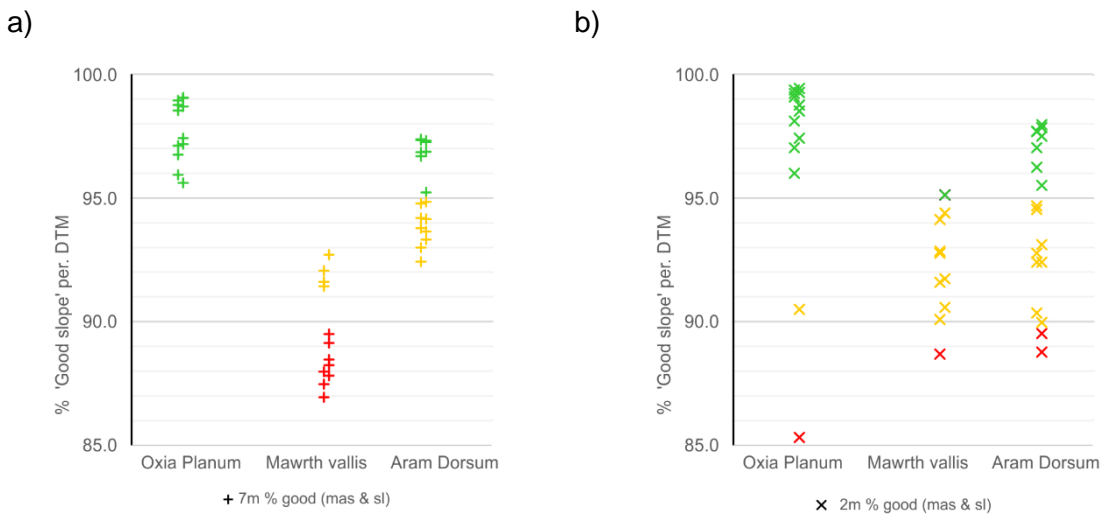 a)
% 'Good slope' per. DTM
100.0
95.0
90.0
85.0
Oxia Planum Mawrth vallis Aram Dorsum
7m % good (mas & sl)
b)
% 'Good slope' per. DTM
100.0
95.0
90.0
85.0
Oxia Planum Mawrth vallis Aram Dorsum
2m % good (mas & sl)